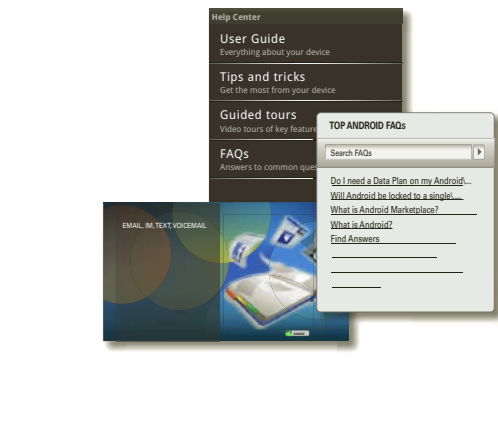 Help Center
User Guide
Everything about your device
Tips and tricks
Get the most from your device
Guided tours
Video tours of key feature
FAQs
Answers to common ques
TOP ANDROID FAQs
Search FAQs
Do I need a Data Plan on my Android\...
Will Android be locked to a single\....
What is Android Marketplace?
What is Android?
Find Answers
EMAIL, IM, TEXT, VOICEMAIL
SHARE